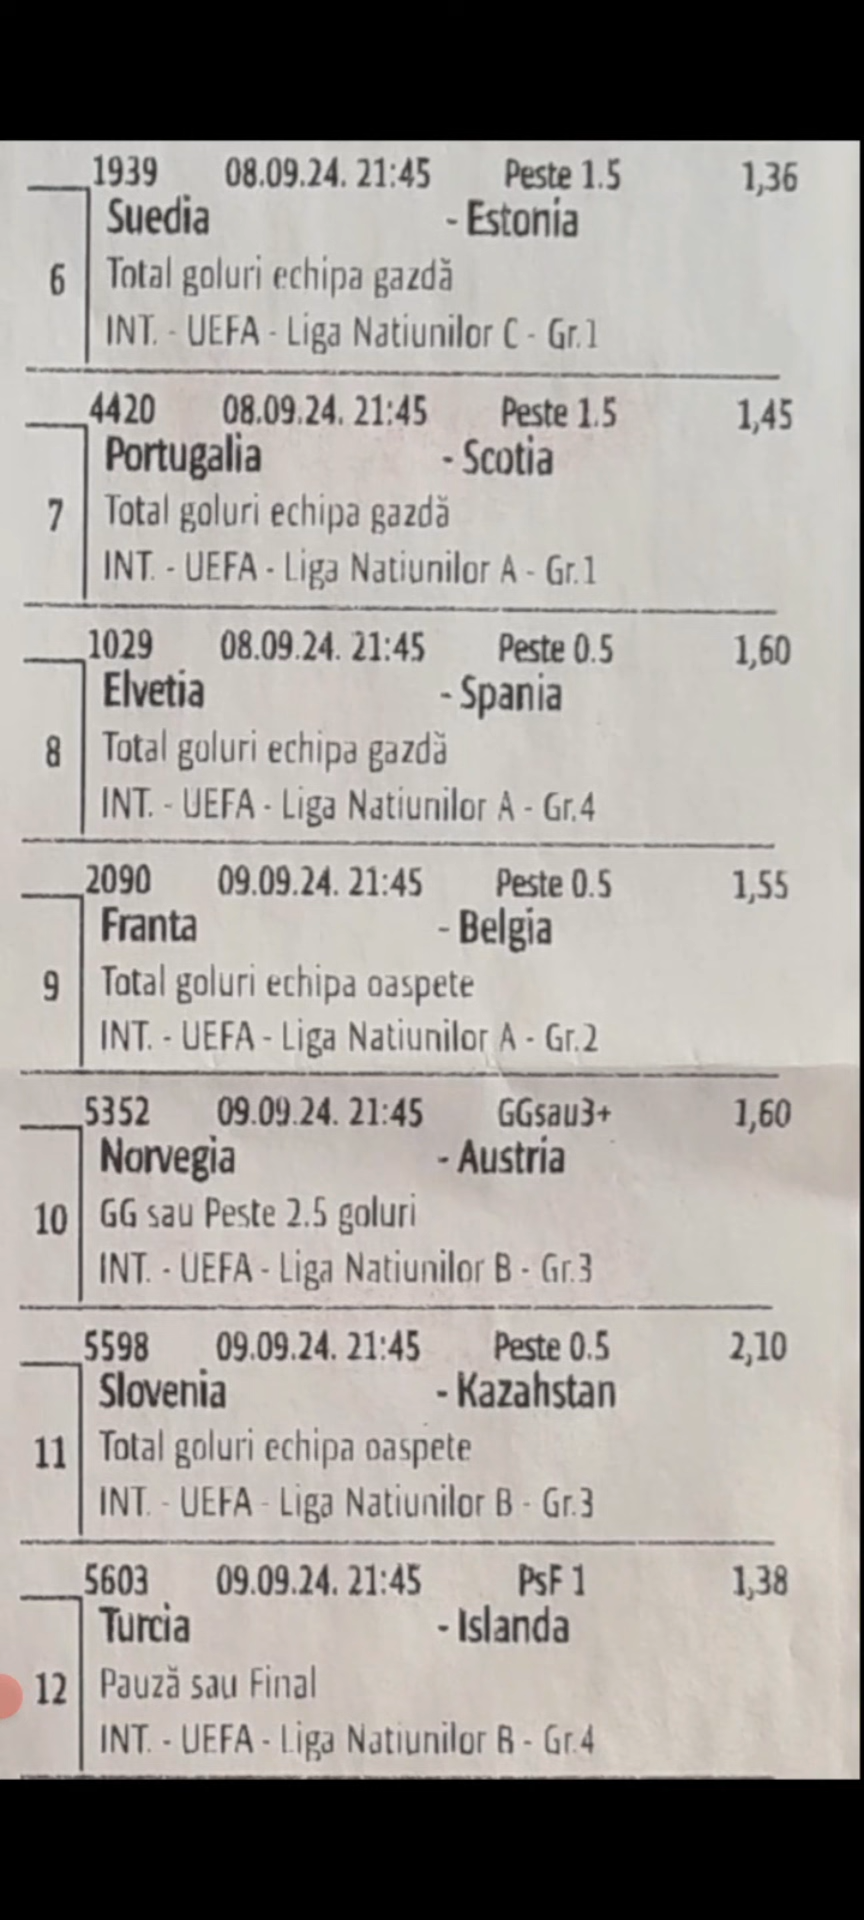 1939 08.09.24. 21:45 Peste 1.5 1,36
Suedia - Estonia
6 Total goluri echipa gazdă
INT. - UEFA - Liga Natiunilor C - Gr.1
4420 08.09.24. 21:45 Peste 1.5 1,45
Portugalia - Scotia
7 Total goluri echipa gazdă
INT. - UEFA - Liga Natiunilor A - Gr.1
1029 08.09.24. 21:45 Peste 0.5 1,60
Elvetia - Spania
8 Total goluri echipa gazdă
INT. - UEFA - Liga Natiunilor A - Gr.4
2090 09.09.24. 21:45 Peste 0.5 1,55
Franta - Belgia
9 Total goluri echipa oaspete
INT. - UEFA - Liga Natiunilor A - Gr.2
5352 09.09.24. 21:45 GGsau3+ 1,60
Norvegia - Austria
10 GG sau Peste 2.5 goluri
INT. - UEFA - Liga Natiunilor B - Gr.3
5598 09.09.24. 21:45 Peste 0.5 2,10
Slovenia - Kazahstan
11 Total goluri echipa oaspete
INT. - UEFA - Liga Natiunilor B - Gr.3
5603 09.09.24. 21:45 PsF 1 1,38
Turcia - Islanda
12 Pauză sau Final
INT. - UEFA - Liga Natiunilor B - Gr.4